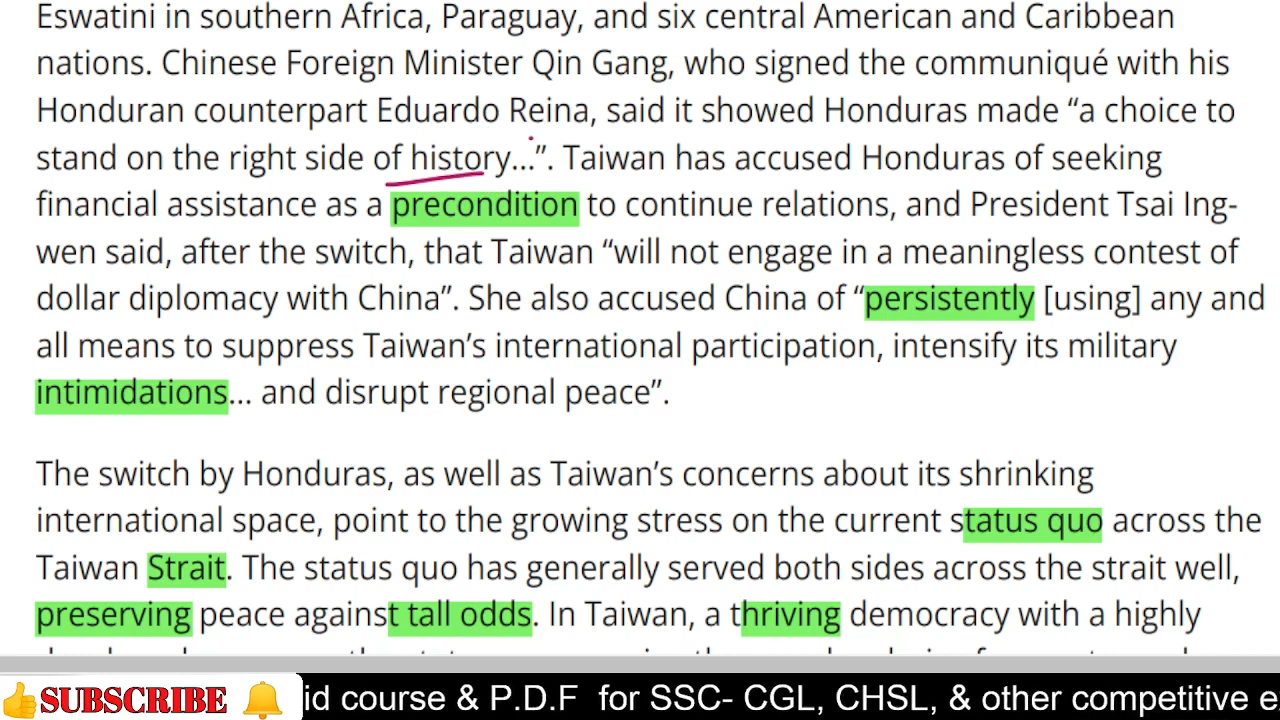 Eswatini in southern Africa, Paraguay, and six central American and Caribbean
nations. Chinese Foreign Minister Qin Gang, who signed the communiqué with his
Honduran counterpart Eduardo Reina, said it showed Honduras made “a choice to
stand on the right side of history...”. Taiwan has accused Honduras of seeking
financial assistance as a precondition to continue relations, and President Tsai Ing-
wen said, after the switch, that Taiwan “will not engage in a meaningless contest of
dollar diplomacy with China”. She also accused China of “persistently [using] any and
all means to suppress Taiwan’s international participation, intensify its military
intimidations... and disrupt regional peace”.
The switch by Honduras, as well as Taiwan’s concerns about its shrinking
international space, point to the growing stress on the current status quo across the
Taiwan Strait. The status quo has generally served both sides across the strait well,
preserving peace against tall odds. In Taiwan, a thriving democracy with a highly
SUBSCRIBE id course & P.D.F for SSC- CGL, CHSL, & other competitive e